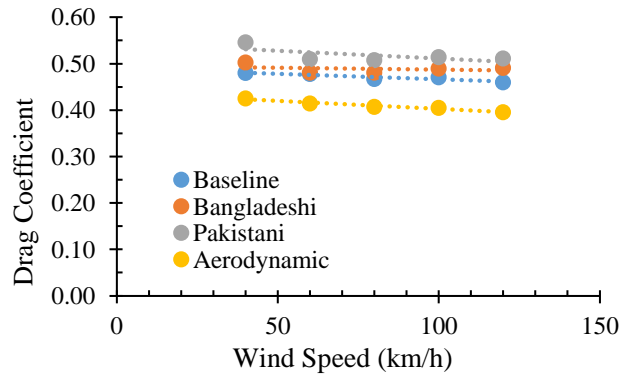 0.60
0.50
0.40
0.30
0.20
0.10
0.00
Drag Coefficient
Baseline
Bangladeshi
Pakistani
Aerodynamic
0 50 100 150
Wind Speed (km/h)